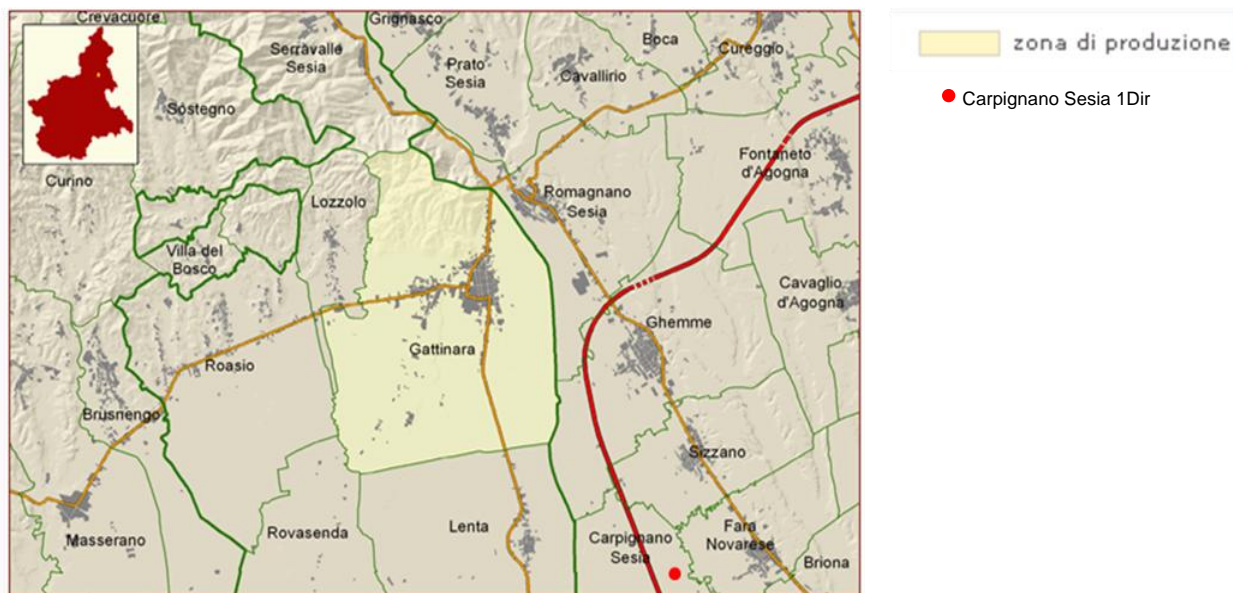 Crevacuore
Grignasco
Serravalle
Sesia
Boca
Cureggio
Prato
Sesia
Cavallirio
Sostegno
Fontaneto
d'Agogna
Curino
Lozzolo
Romagnano
Sesia
Villa del
Bosco
Cavaglio
d'Agogna
Ghemme
Gattinara
Roasio
Brusnengo
Sizzano
Masserano
Rovasenda
Lenta
Carpignano
Sesia
Fara
Novarese
Briona
zona di produzione
Carpignano Sesia 1Dir